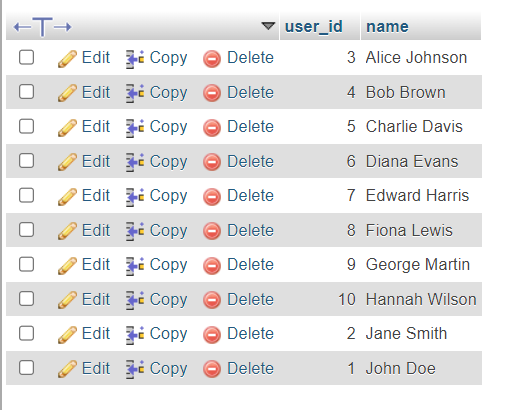 user_id name
Edit Copy Delete 3 Alice Johnson
Edit Copy Delete 4 Bob Brown
Edit Copy Delete 5 Charlie Davis
Edit Copy Delete 6 Diana Evans
Edit Copy Delete 7 Edward Harris
Edit Copy Delete 8 Fiona Lewis
Edit Copy Delete 9 George Martin
Edit Copy Delete 10 Hannah Wilson
Edit Copy Delete 2 Jane Smith
Edit Copy Delete 1 John Doe